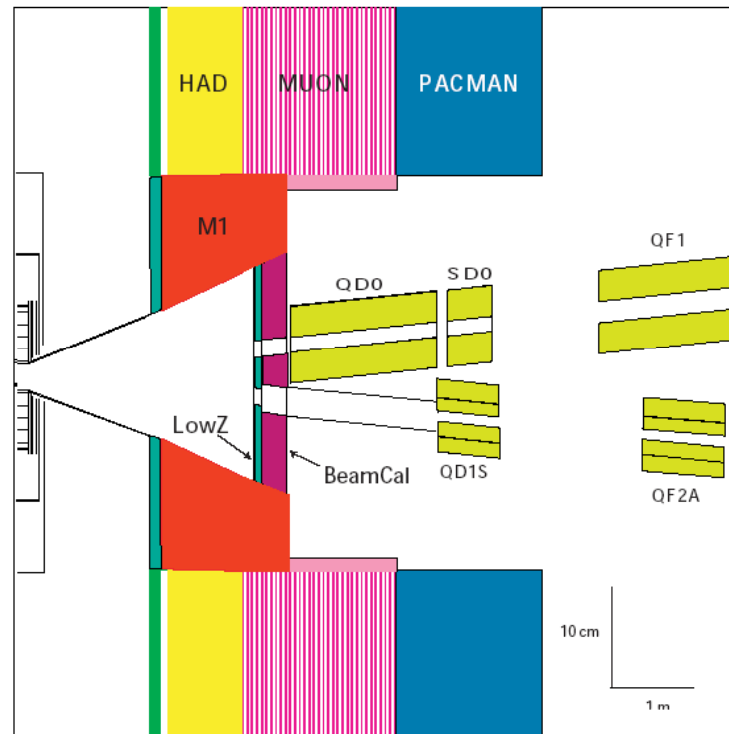 HAD
MUON
PACMAN
M1
QF1
QD0
SD0
LowZ
BeamCal
QD1S
QF2A
10 cm
1 m